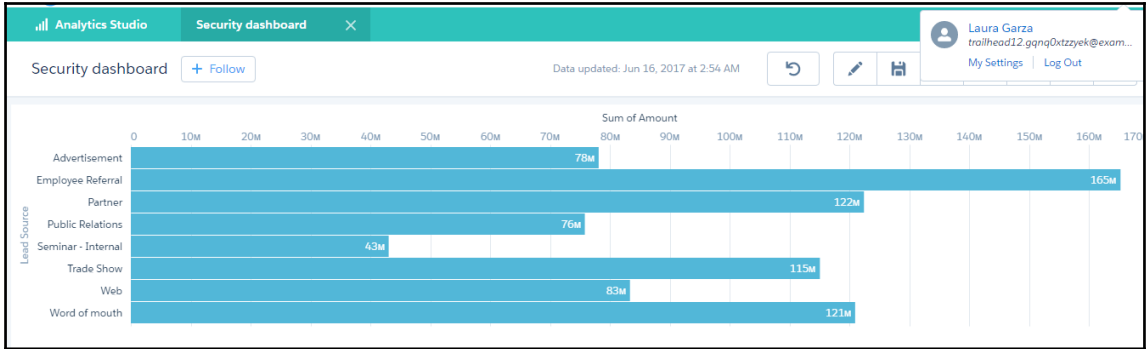 Analytics Studio Security dashboard
Laura Garza
trailhead12.gqnq0xtzzyek@exam...
My Settings Log Out
Security dashboard + Follow Data updated: Jun 16, 2017 at 2:54 AM
Sum of Amount
0 10M 20M 30M 40M 50M 60M 70M 80M 90M 100M 110M 120M 130M 140M 150M 160M 170
Lead Source
Advertisement 78M
Employee Referral 165M
Partner 122M
Public Relations 76M
Seminar - Internal 43M
Trade Show 115M
Web 83M
Word of mouth 121M